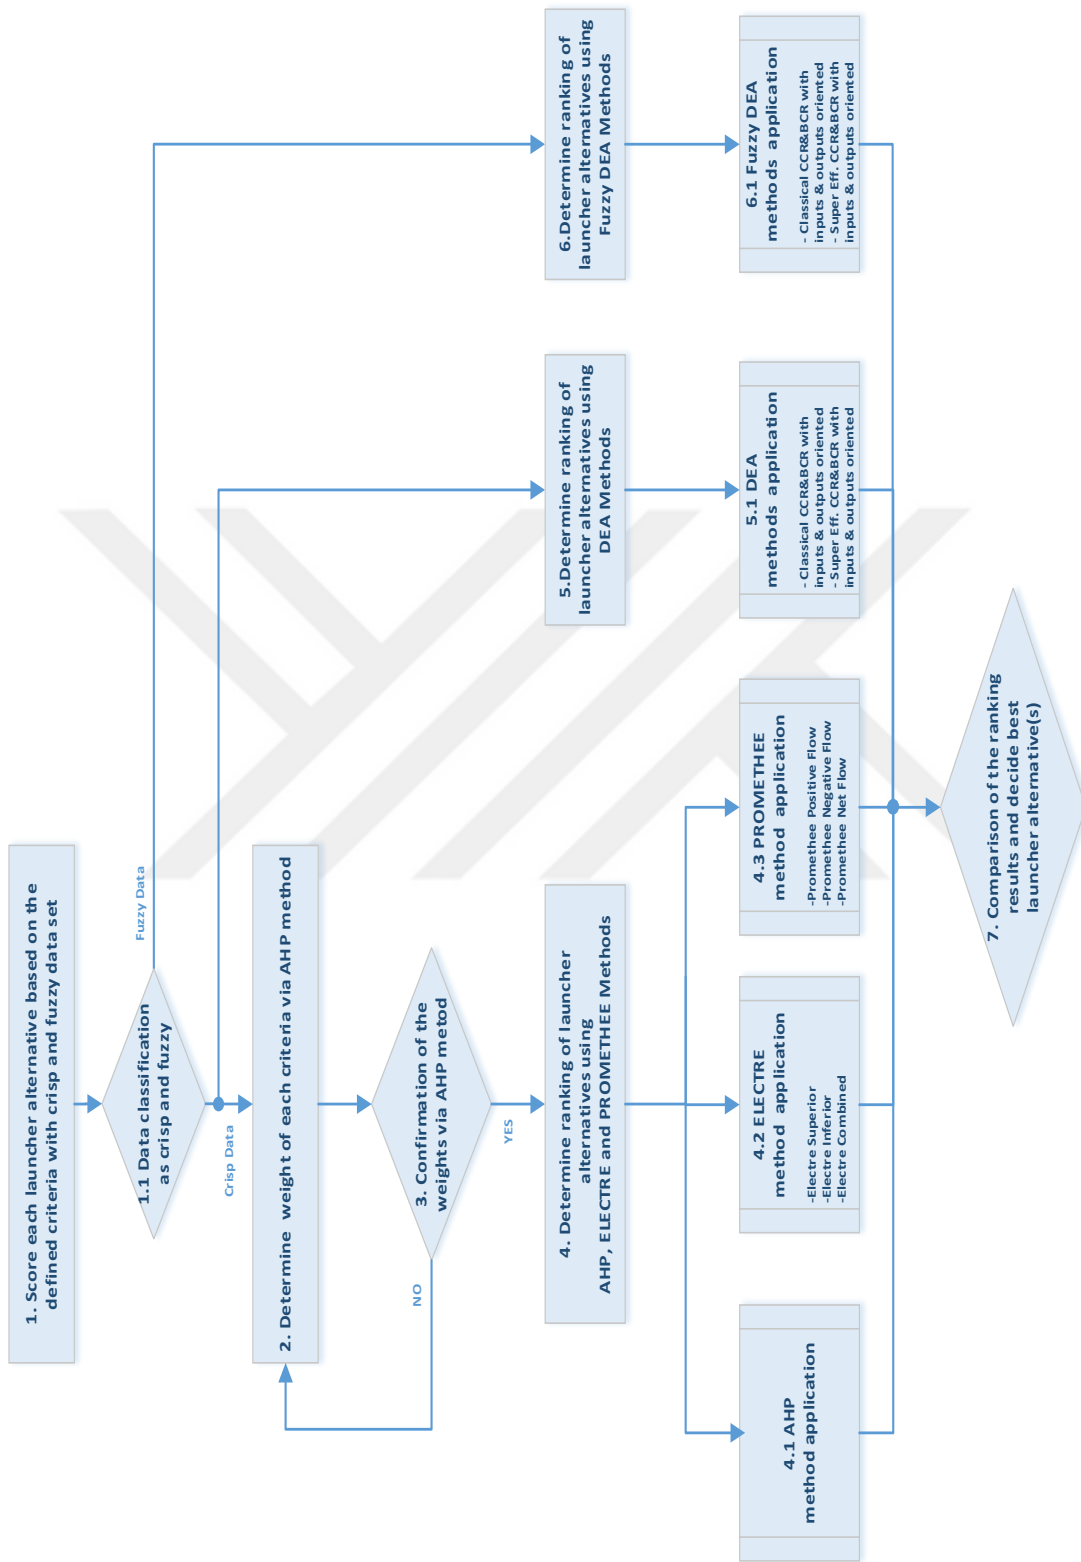 1. Score each launcher alternative based on the
defined criteria with crisp and fuzzy data set
1.1 Data classification
as crisp and fuzzy
Fuzzy Data
Crisp Data
2. Determine weight of each criteria via AHP method
3. Confirmation of the
weights via AHP metod
NO
YES
4. Determine ranking of launcher
alternatives using
AHP, ELECTRE and PROMETHEE Methods
5.Determine ranking of
launcher alternatives using
DEA Methods
6.Determine ranking of
launcher alternatives using
Fuzzy DEA Methods
4.1 AHP
method application
4.2 ELECTRE
method application
-Electre Superior
-Electre Inferior
-Electre Combined
4.3 PROMETHEE
method application
-Promethee Positive Flow
-Promethee Negative Flow
-Promethee Net Flow
5.1 DEA
methods application
- Classical CCR&BCR with
inputs & outputs oriented
- Super Eff. CCR&BCR with
inputs & outputs oriented
6.1 Fuzzy DEA
methods application
- Classical CCR&BCR with
inputs & outputs oriented
- Super Eff. CCR&BCR with
inputs & outputs oriented
7. Comparison of the ranking
results and decide best
launcher alternative(s)